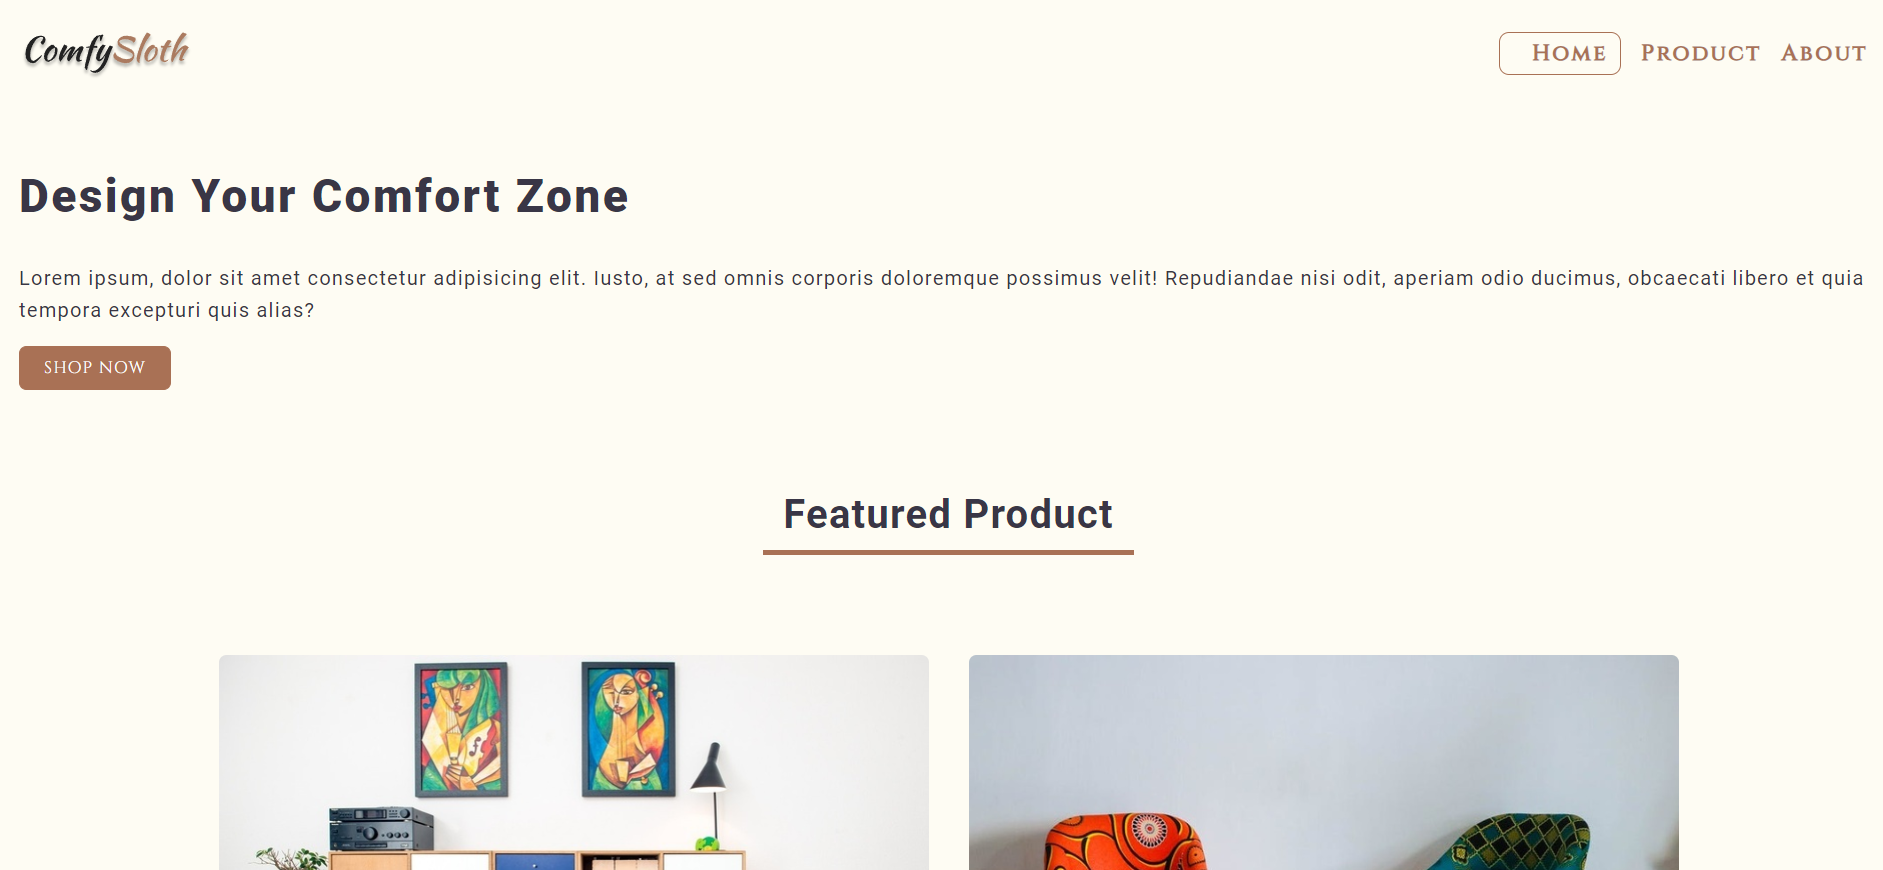 ComfySloth
Home Product About
Design Your Comfort Zone
Lorem ipsum, dolor sit amet consectetur adipisicing elit. Iusto, at sed omnis corporis doloremque possimus velit! Repudiandae nisi odit, aperiam odio ducimus, obcaecati libero et quia
tempora excepturi quis alias?
SHOP NOW
Featured Product